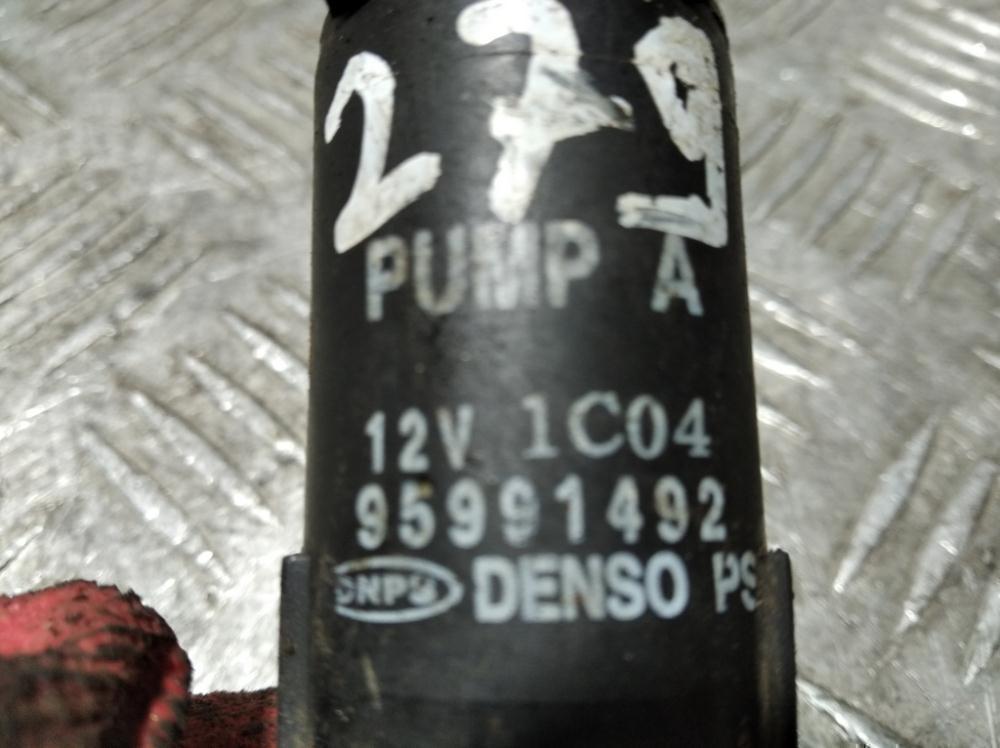 279
PUMP A
12V 1C04
95991492
DNPS DENSO PS